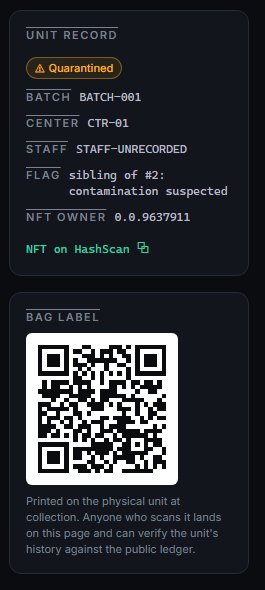 UNIT RECORD
Quarantined
BATCH BATCH-001
CENTER CTR-01
STAFF STAFF-UNRECORDED
FLAG sibling of #2:
contamination suspected
NFT OWNER 0.0.9637911
NFT on HashScan
BAG LABEL
Printed on the physical unit at
collection. Anyone who scans it lands
on this page and can verify the unit's
history against the public ledger.